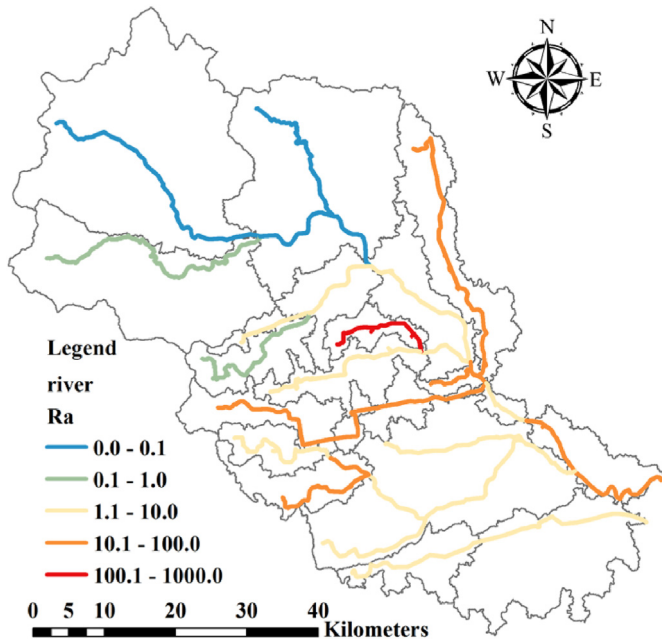 N
W E
S
Legend
river
Ra
0.0 - 0.1
0.1 - 1.0
1.1 - 10.0
10.1 - 100.0
100.1 - 1000.0
0 5 10 20 30 40
Kilometers